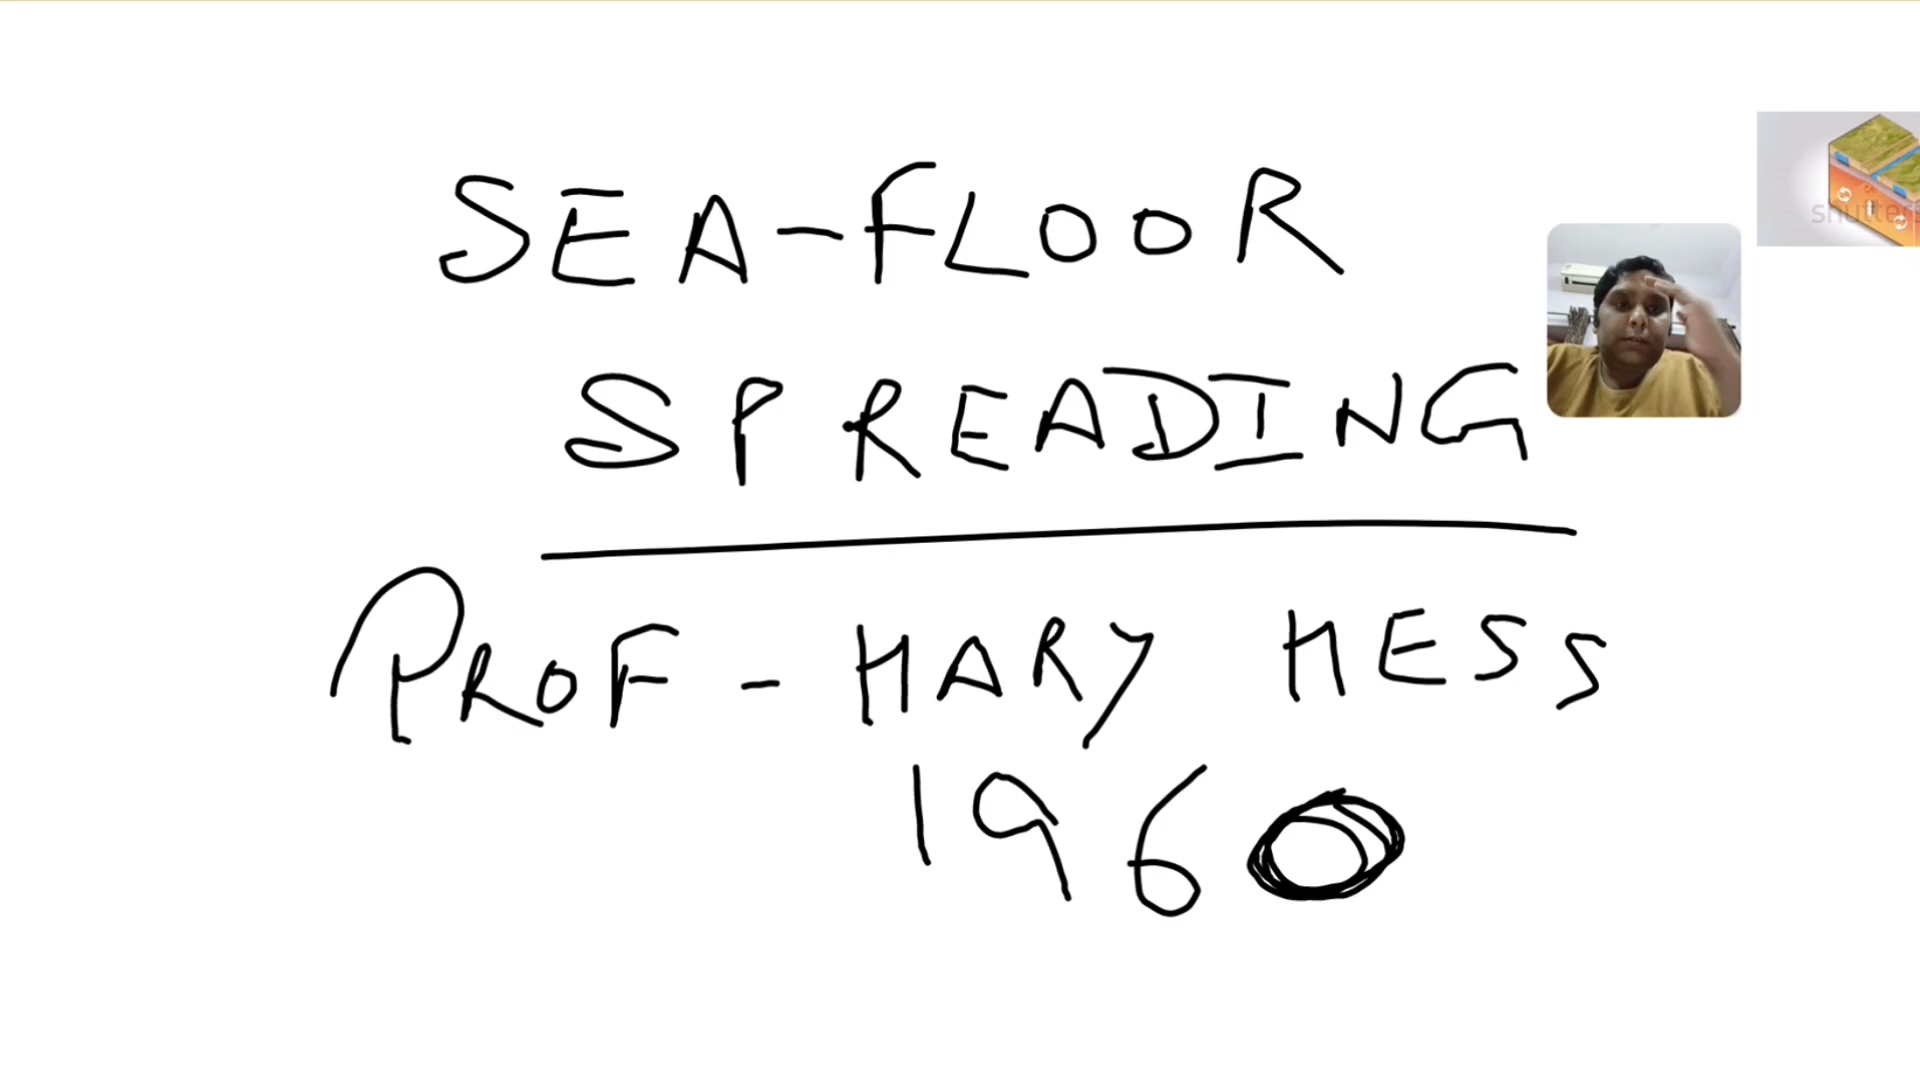 SEA-FLOOR
SPREADING
PROF - HARY HESS
1960